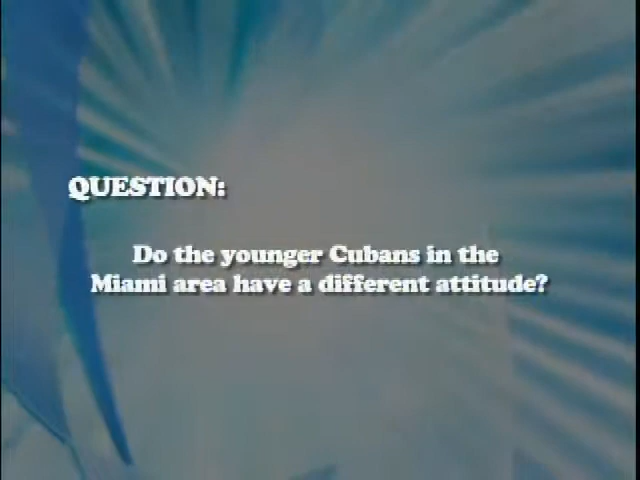 QUESTION:
Do the younger Cubans in the
Miami area have a different attitude?